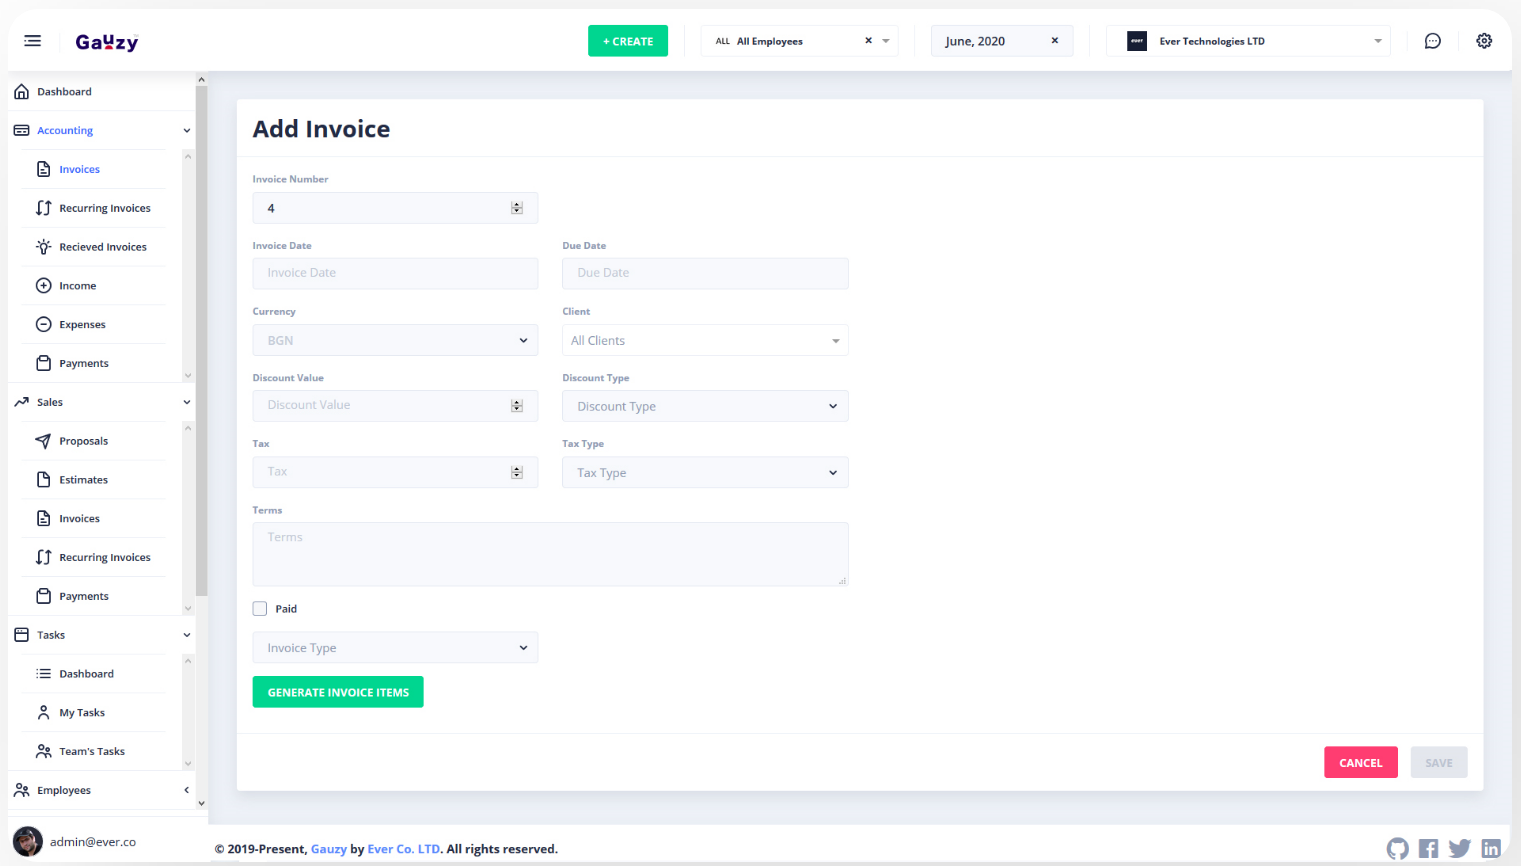 Gauzy
+ CREATE
ALL All Employees
June, 2020
EVER
Ever Technologies LTD
Dashboard
Accounting
Invoices
Recurring Invoices
Recieved Invoices
Income
Expenses
Payments
Sales
Proposals
Estimates
Invoices
Recurring Invoices
Payments
Tasks
Dashboard
My Tasks
Team's Tasks
Employees
admin@ever.co
Add Invoice
Invoice Number
4
Invoice Date
Due Date
Invoice Date
Due Date
Currency
Client
BGN
All Clients
Discount Value
Discount Type
Discount Value
Discount Type
Tax
Tax Type
Tax
Tax Type
Terms
Terms
Paid
Invoice Type
GENERATE INVOICE ITEMS
CANCEL
SAVE
© 2019-Present, Gauzy by Ever Co. LTD. All rights reserved.